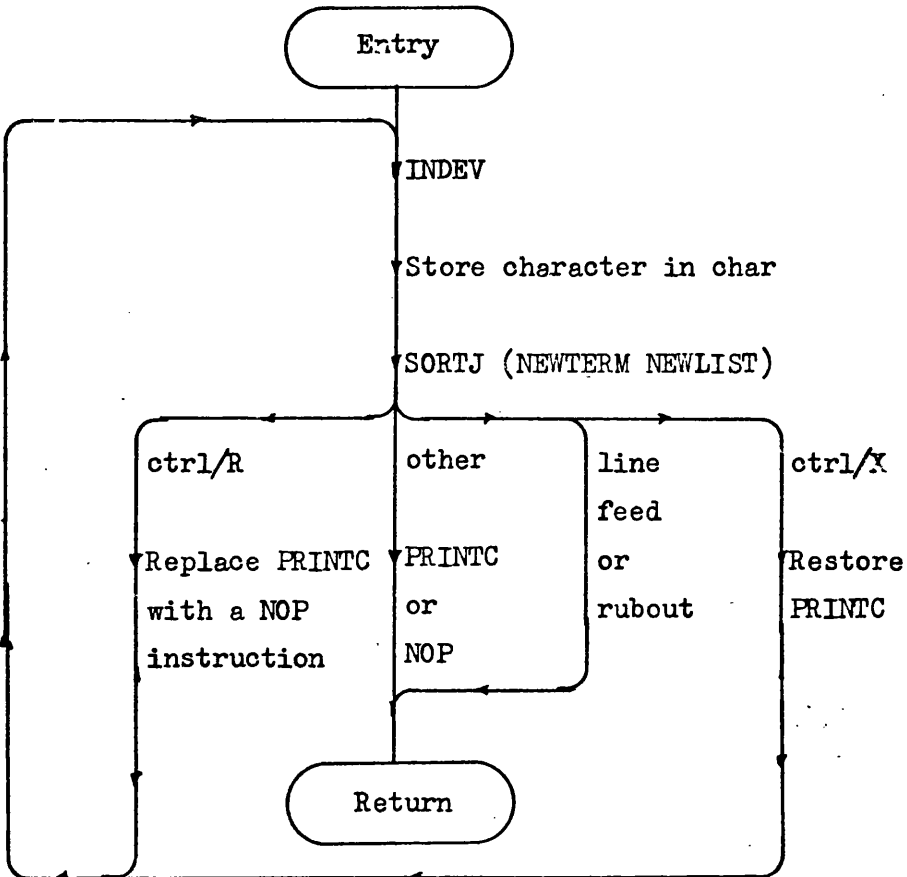 Entry
INDEV
Store character in char
SORTJ (NEWTERM NEWLIST)
ctrl/R
Replace PRINTC
with a NOP
instruction
other
PRINTC
or
NOP
line
feed
or
rubout
ctrl/X
Restore
PRINTC
Return